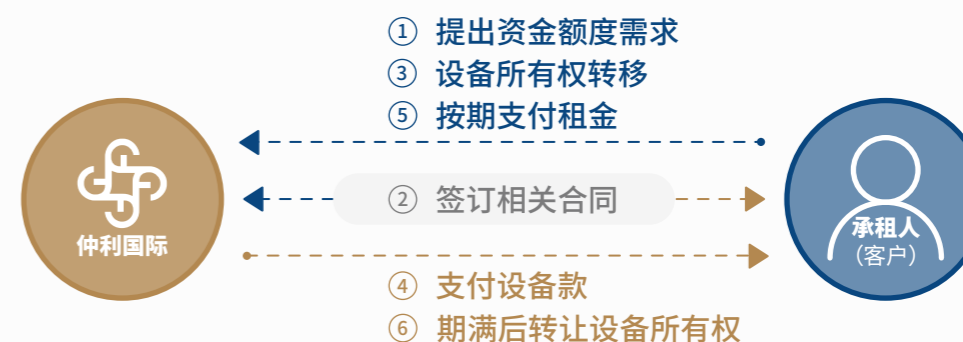 ① 提出资金额度需求
③ 设备所有权转移
⑤ 按期支付租金
② 签订相关合同
仲利国际
承租人
（客户）
④ 支付设备款
⑥ 期满后转让设备所有权